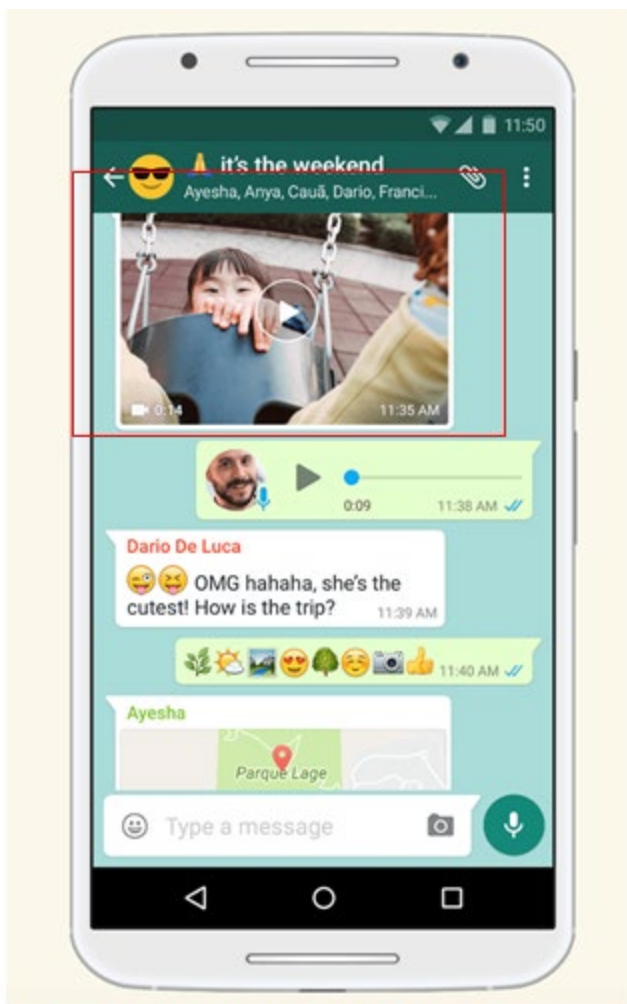 11:50
🙏 it's the weekend
Ayesha, Anya, Cauã, Dario, Franci...
0:14 11:35 AM
0:09 11:38 AM
Dario De Luca
😜😝 OMG hahaha, she's the
cutest! How is the trip? 11:39 AM
🌿🌤🏞😍🌳☺️📷👍 11:40 AM
Ayesha
Parque Lage
Type a message